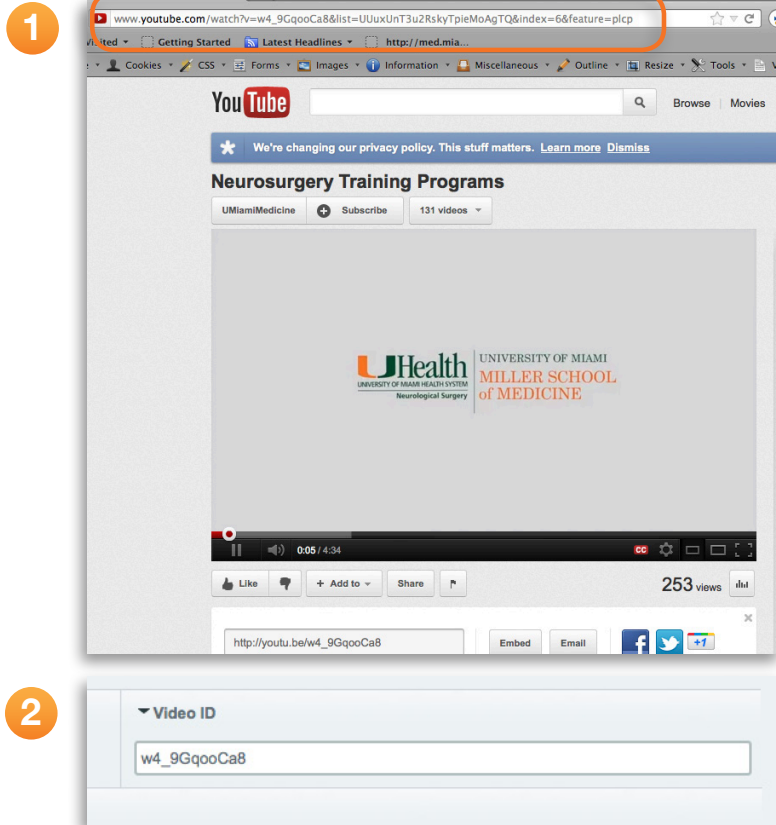 1
www.youtube.com/watch?v=w4_9GqooCa8&list=UUuxUnT3u2RskyTpieMoAgTQ&index=6&feature=plcp
Visited Getting Started Latest Headlines http://med.mia...
Cookies CSS Forms Images Information Miscellaneous Outline Resize Tools
YouTube Browse Movies
We're changing our privacy policy. This stuff matters. Learn more Dismiss
Neurosurgery Training Programs
UMiamiMedicine Subscribe 131 videos
UHealth
UNIVERSITY OF MIAMI HEALTH SYSTEM
Neurological Surgery
UNIVERSITY OF MIAMI
MILLER SCHOOL
of MEDICINE
0:05 / 4:34 CC
Like + Add to Share 253 views
http://youtu.be/w4_9GqooCa8 Embed Email f +1
2
Video ID
w4_9GqooCa8